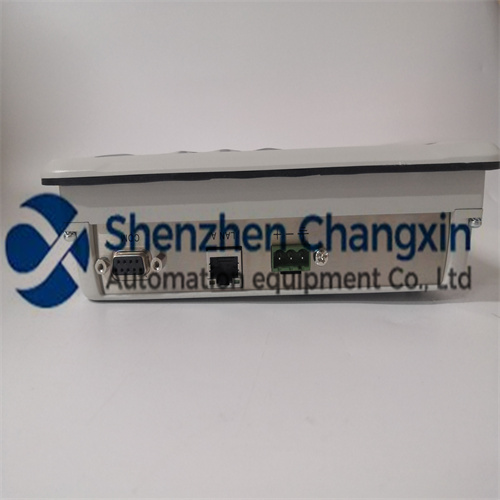 Shenzhen Changxin
Automation equipment Co., Ltd